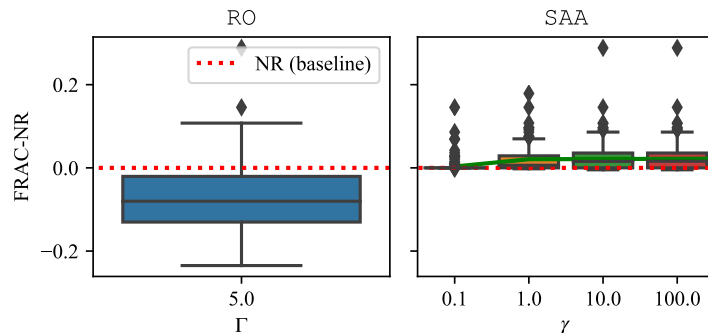 RO
SAA
FRAC-NR
0.2
0.0
−0.2
NR (baseline)
5.0
Γ
0.1
1.0
10.0
100.0
γ